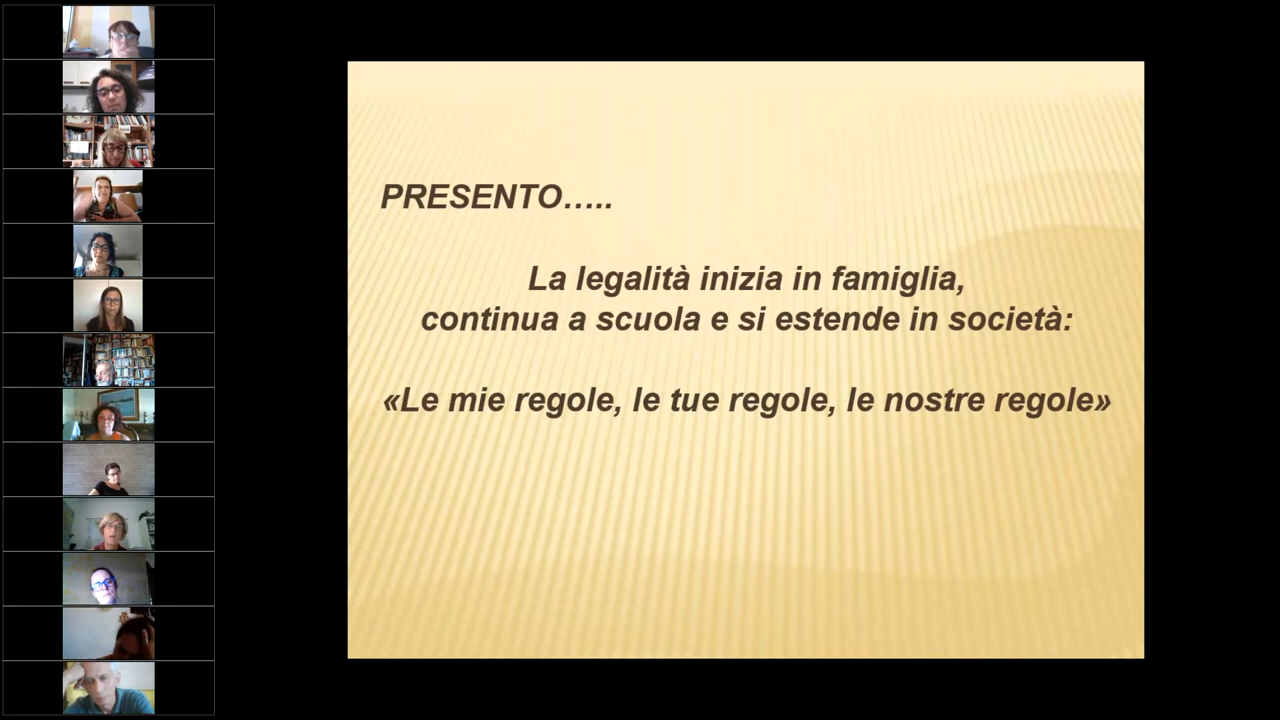 PRESENTO.....
La legalità inizia in famiglia,
continua a scuola e si estende in società:
«Le mie regole, le tue regole, le nostre regole»